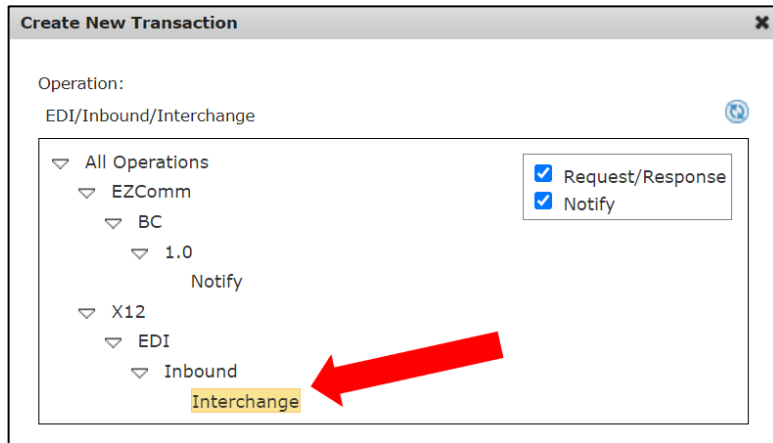 Create New Transaction
Operation:
EDI/Inbound/Interchange
All Operations
EZComm
BC
1.0
Notify
X12
EDI
Inbound
Interchange
Request/Response
Notify